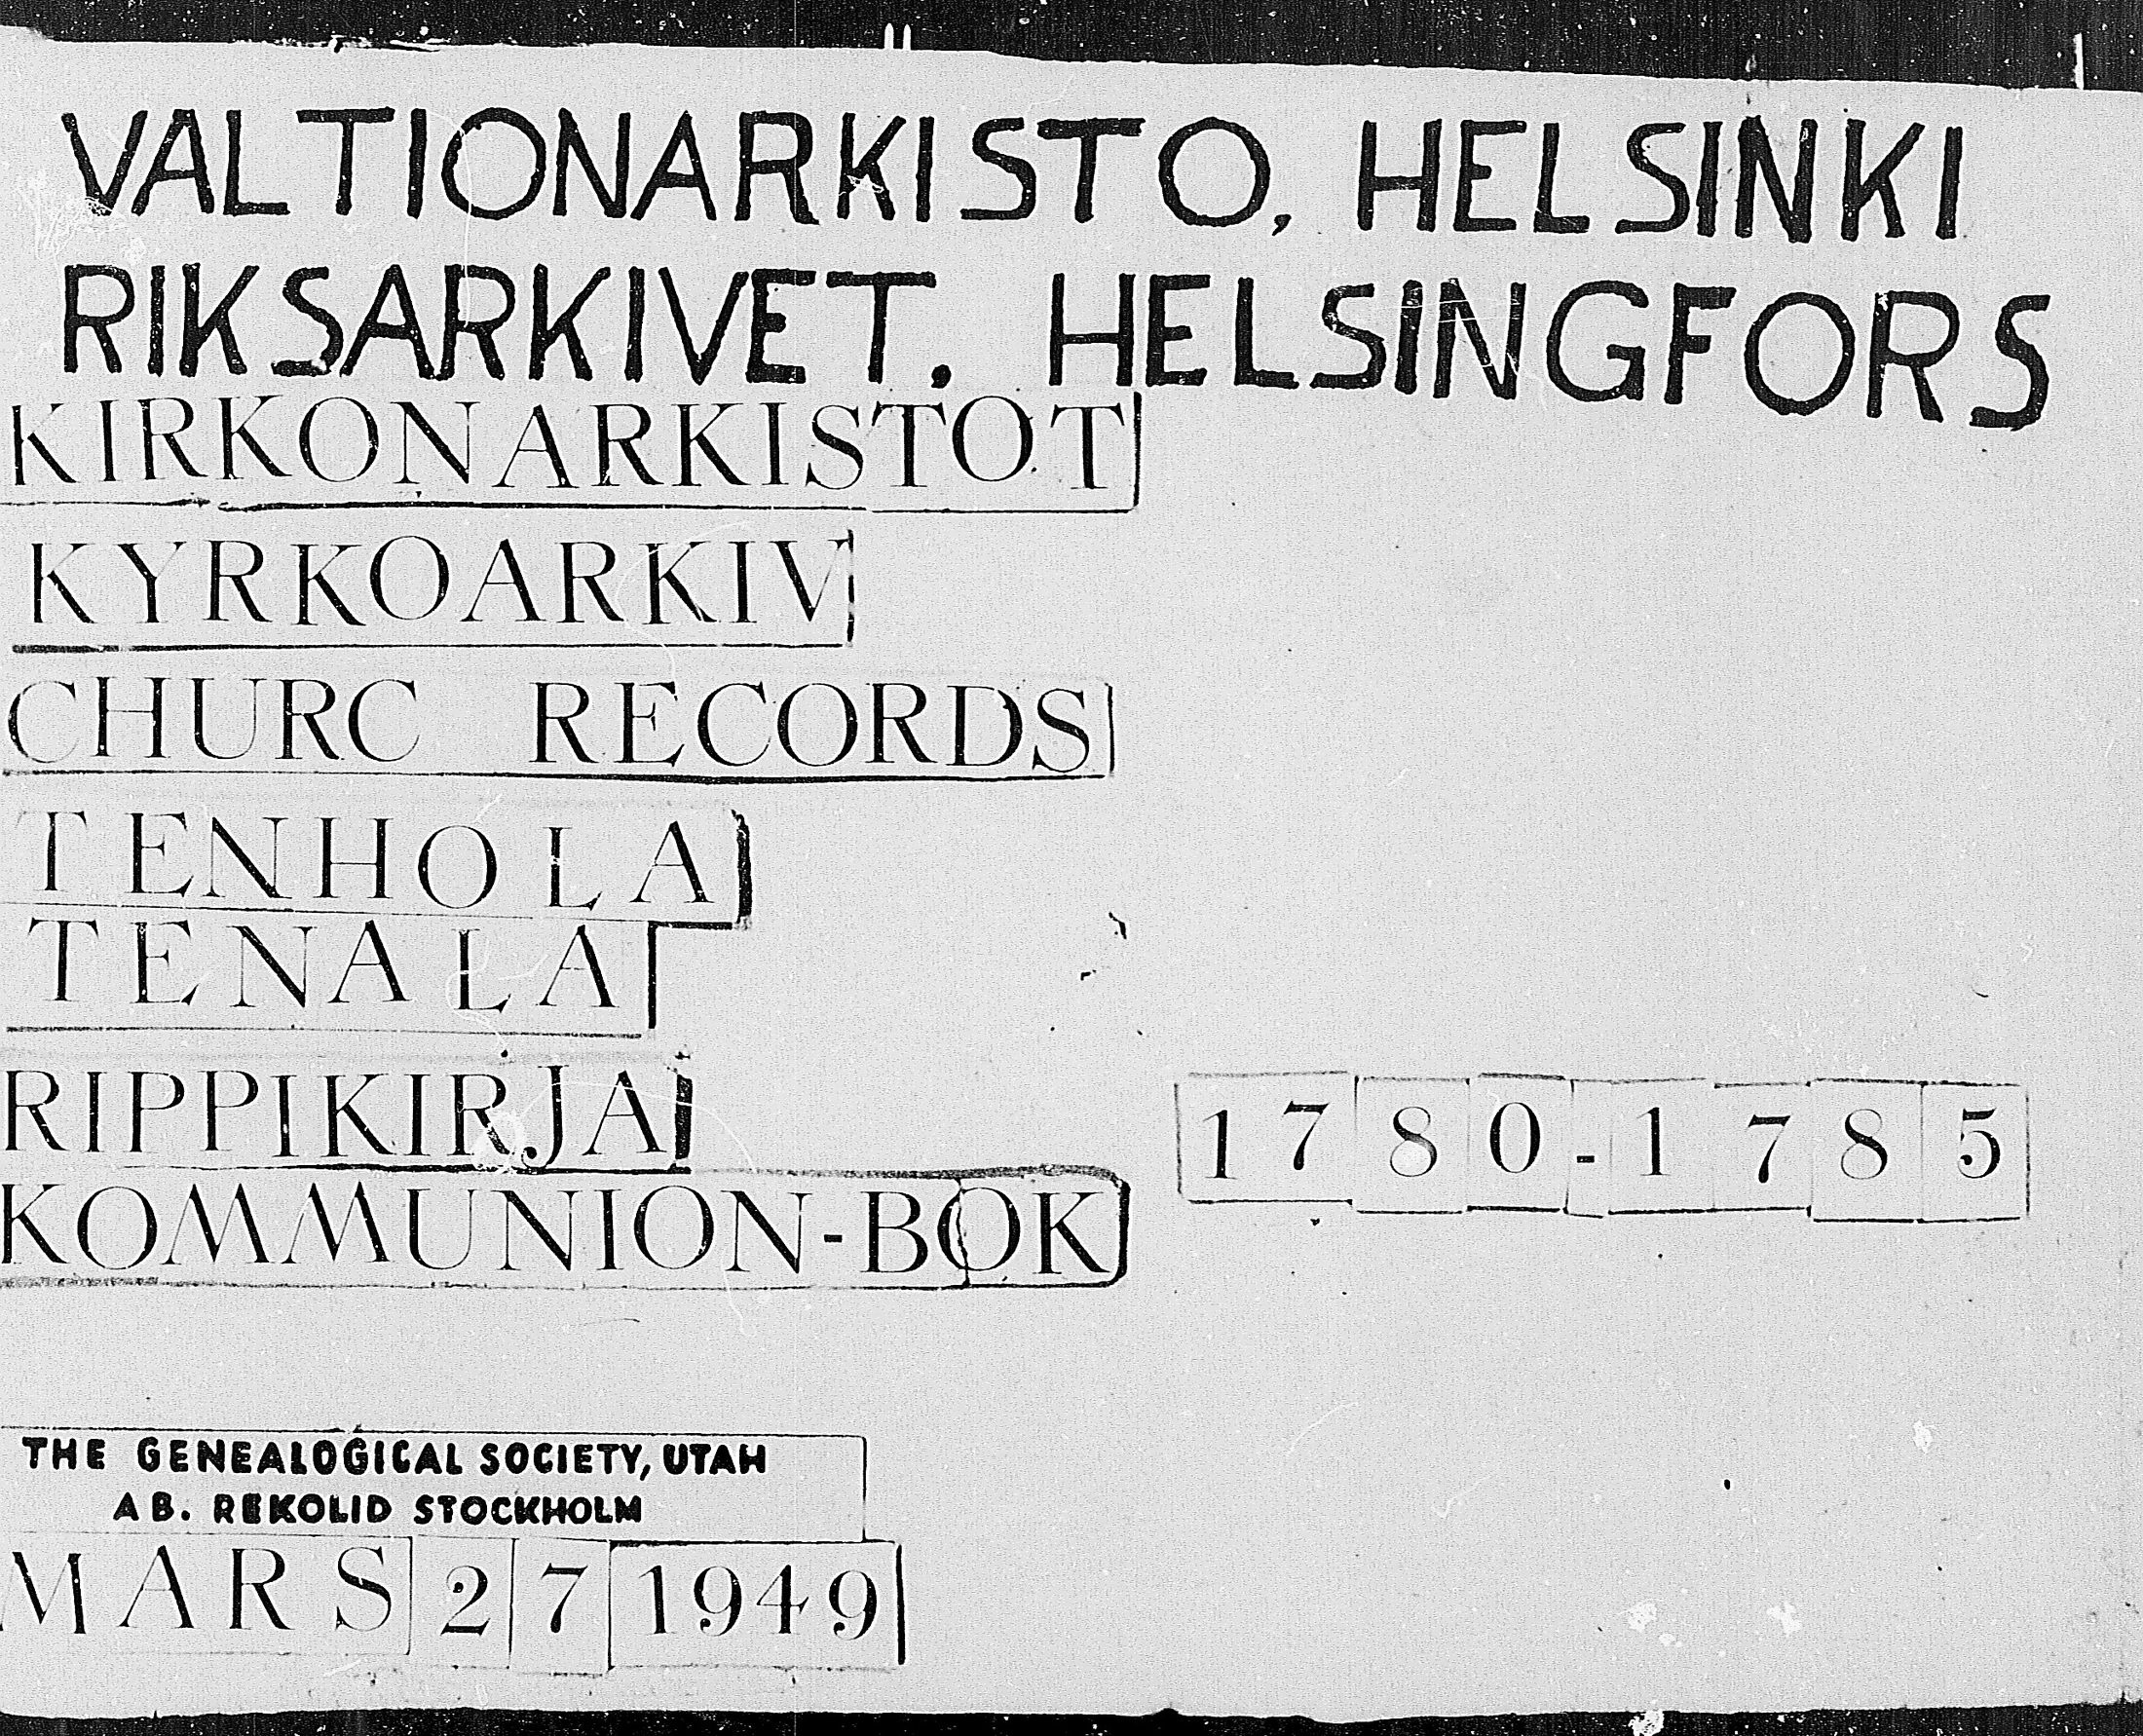 VALTIONARKISTO, HELSINKI
RIKSARKIVET. HELSINGFORS
KIRKONARKISTOT
KYRKOARKIV
CHURC RECORDS
TENHOLA
TENALA
RIPPIKIRJA
1780-1785
KOMMUNION-BOK
THE GENEALOGICAL SOCIETY, UTAH
AB. REKOLID STOCKHOLM
MARS 27 1949